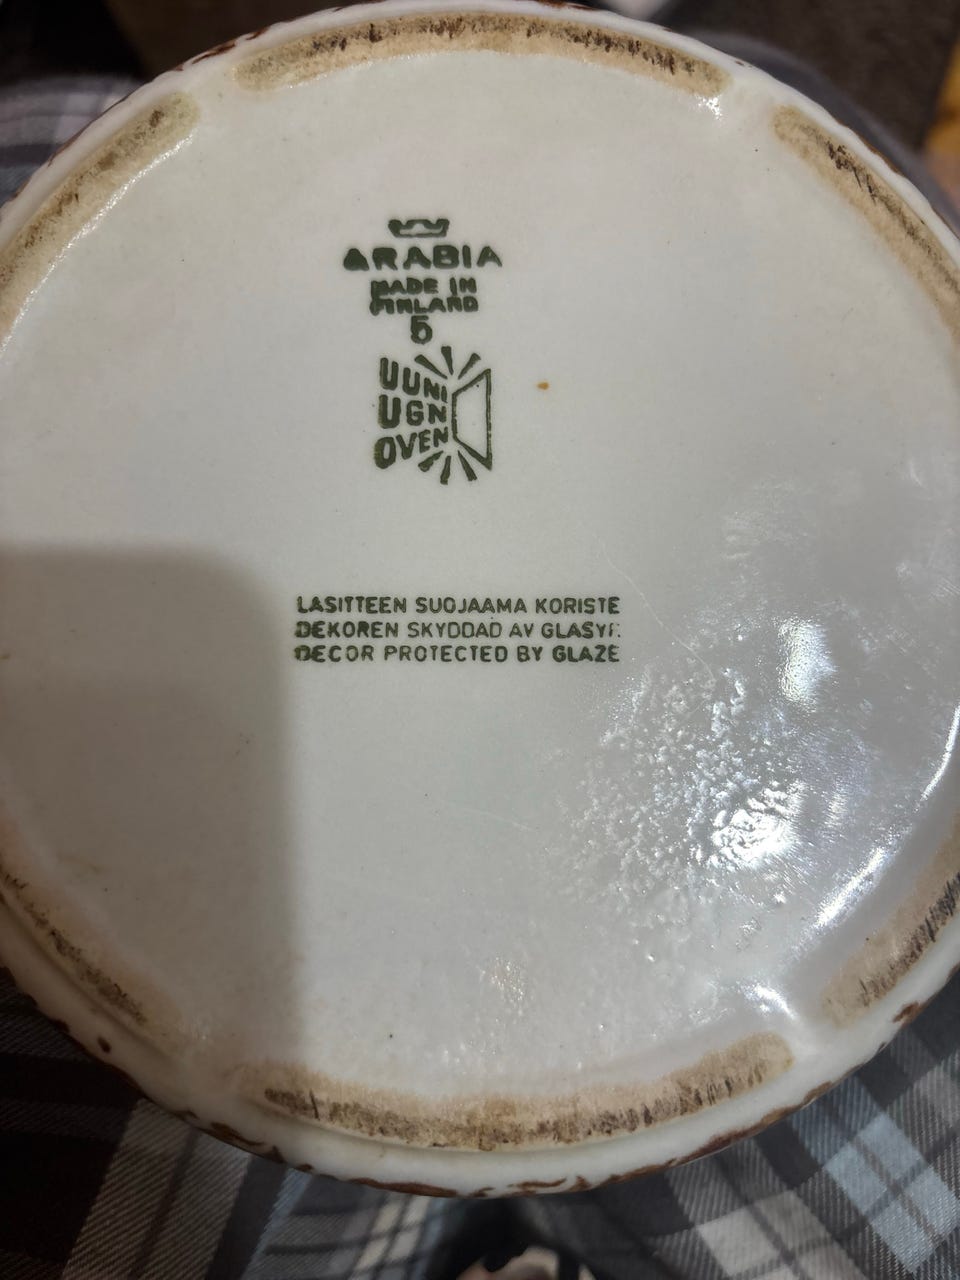 ARABIA
MADE IN
FINLAND
5
UUNI
UGN
OVEN
LASITTEEN SUOJAAMA KORISTE
DEKOREN SKYDDAD AV GLASYR
DECOR PROTECTED BY GLAZE